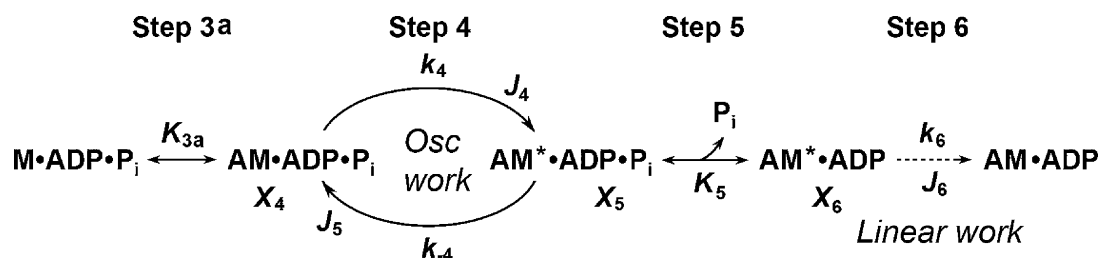 Step 3a Step 4 Step 5 Step 6
k₄
J₄
Pᵢ
K₃ₐ Osc k₆
M•ADP•Pᵢ AM•ADP•Pᵢ work AM*•ADP•Pᵢ AM*•ADP AM•ADP
X₄ X₅ K₅ X₆ J₆
J₅ Linear work
k₋₄